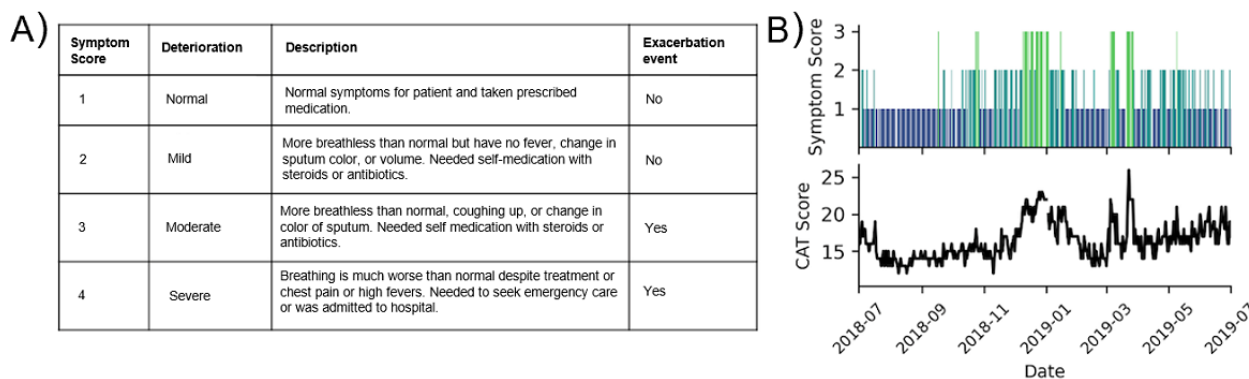 A)
Symptom
Score
Deterioration
Description
Exacerbation
event
1
Normal
Normal symptoms for patient and taken prescribed
medication.
No
2
Mild
More breathless than normal but have no fever, change in
sputum color, or volume. Needed self-medication with
steroids or antibiotics.
No
3
Moderate
More breathless than normal, coughing up, or change in
color of sputum. Needed self medication with steroids or
antibiotics.
Yes
4
Severe
Breathing is much worse than normal despite treatment or
chest pain or high fevers. Needed to seek emergency care
or was admitted to hospital.
Yes
B)
Symptom Score
3
2
1
CAT Score
25
20
15
2018-07
2018-09
2018-11
2019-01
2019-03
2019-05
2019-07
Date